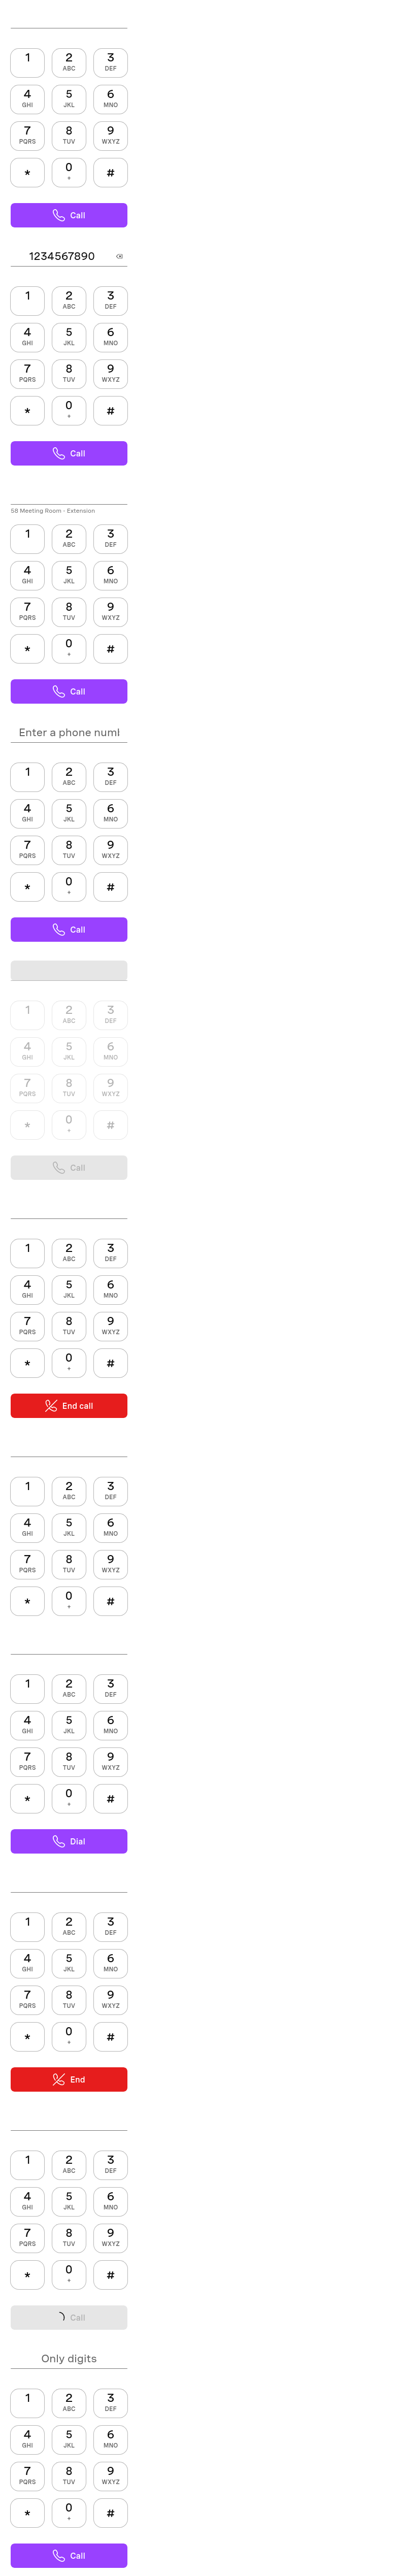 1 2 3
ABC DEF
4 5 6
GHI JKL MNO
7 8 9
PQRS TUV WXYZ
* 0 #
+
Call
1234567890
1 2 3
ABC DEF
4 5 6
GHI JKL MNO
7 8 9
PQRS TUV WXYZ
* 0 #
+
Call
5B Meeting Room - Extension
1 2 3
ABC DEF
4 5 6
GHI JKL MNO
7 8 9
PQRS TUV WXYZ
* 0 #
+
Call
Enter a phone numl
1 2 3
ABC DEF
4 5 6
GHI JKL MNO
7 8 9
PQRS TUV WXYZ
* 0 #
+
Call
1 2 3
ABC DEF
4 5 6
GHI JKL MNO
7 8 9
PQRS TUV WXYZ
* 0 #
+
Call
1 2 3
ABC DEF
4 5 6
GHI JKL MNO
7 8 9
PQRS TUV WXYZ
* 0 #
+
End call
1 2 3
ABC DEF
4 5 6
GHI JKL MNO
7 8 9
PQRS TUV WXYZ
* 0 #
+
1 2 3
ABC DEF
4 5 6
GHI JKL MNO
7 8 9
PQRS TUV WXYZ
* 0 #
+
Dial
1 2 3
ABC DEF
4 5 6
GHI JKL MNO
7 8 9
PQRS TUV WXYZ
* 0 #
+
End
1 2 3
ABC DEF
4 5 6
GHI JKL MNO
7 8 9
PQRS TUV WXYZ
* 0 #
+
Call
Only digits
1 2 3
ABC DEF
4 5 6
GHI JKL MNO
7 8 9
PQRS TUV WXYZ
* 0 #
+
Call